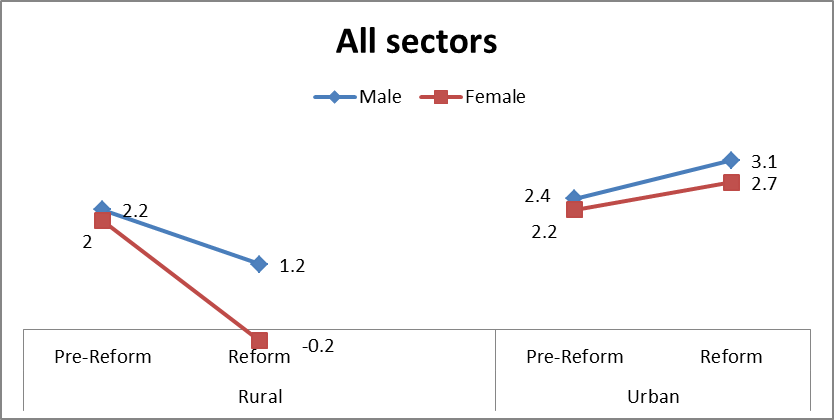 All sectors
Male Female
3.1
2.4
2.7
2.2
2.2
2
1.2
-0.2
Pre-Reform Reform Pre-Reform Reform
Rural Urban